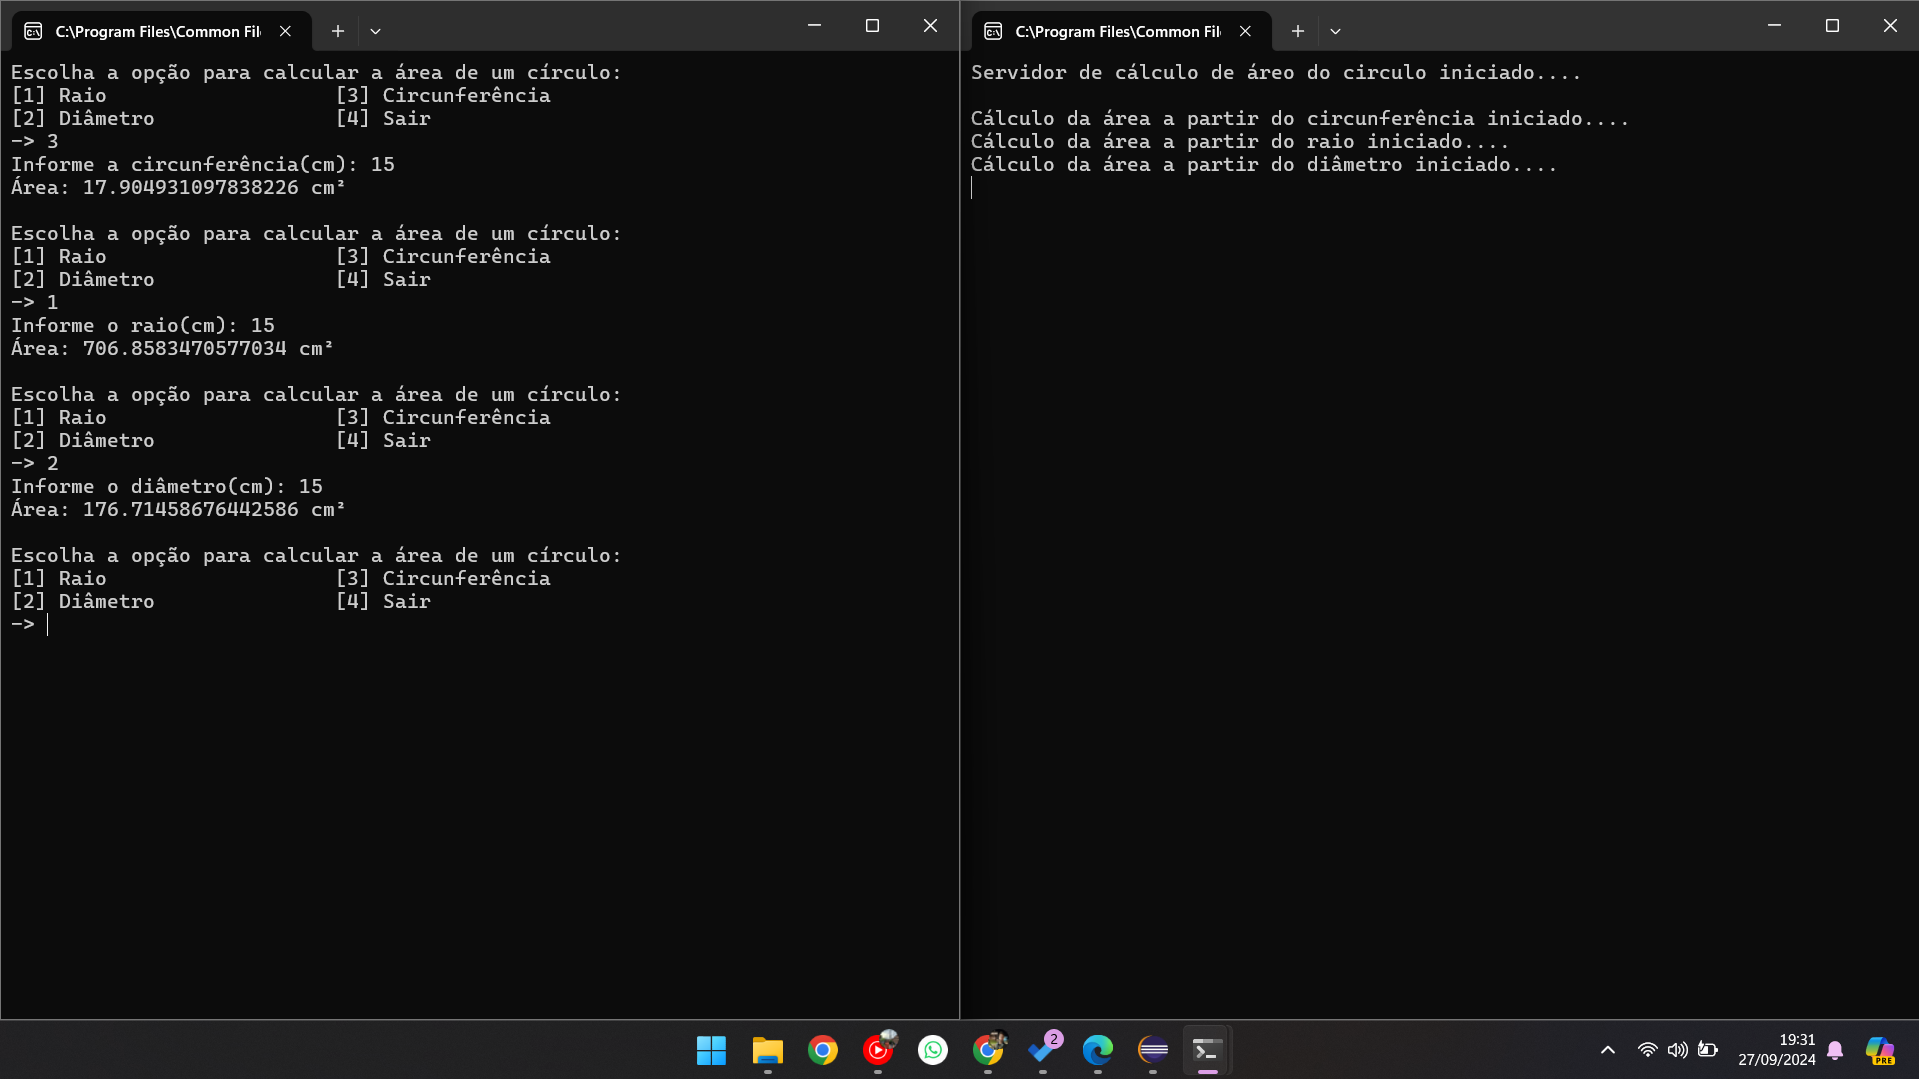 C:\Program Files\Common Fil
Escolha a opção para calcular a área de um círculo:
[1] Raio [3] Circunferência
[2] Diâmetro [4] Sair
-> 3
Informe a circunferência(cm): 15
Área: 17.904931097838226 cm²
Escolha a opção para calcular a área de um círculo:
[1] Raio [3] Circunferência
[2] Diâmetro [4] Sair
-> 1
Informe o raio(cm): 15
Área: 706.8583470577034 cm²
Escolha a opção para calcular a área de um círculo:
[1] Raio [3] Circunferência
[2] Diâmetro [4] Sair
-> 2
Informe o diâmetro(cm): 15
Área: 176.71458676442586 cm²
Escolha a opção para calcular a área de um círculo:
[1] Raio [3] Circunferência
[2] Diâmetro [4] Sair
->
C:\Program Files\Common Fil
Servidor de cálculo de áreo do circulo iniciado....
Cálculo da área a partir do circunferência iniciado....
Cálculo da área a partir do raio iniciado....
Cálculo da área a partir do diâmetro iniciado....
2
19:31
27/09/2024
PRE